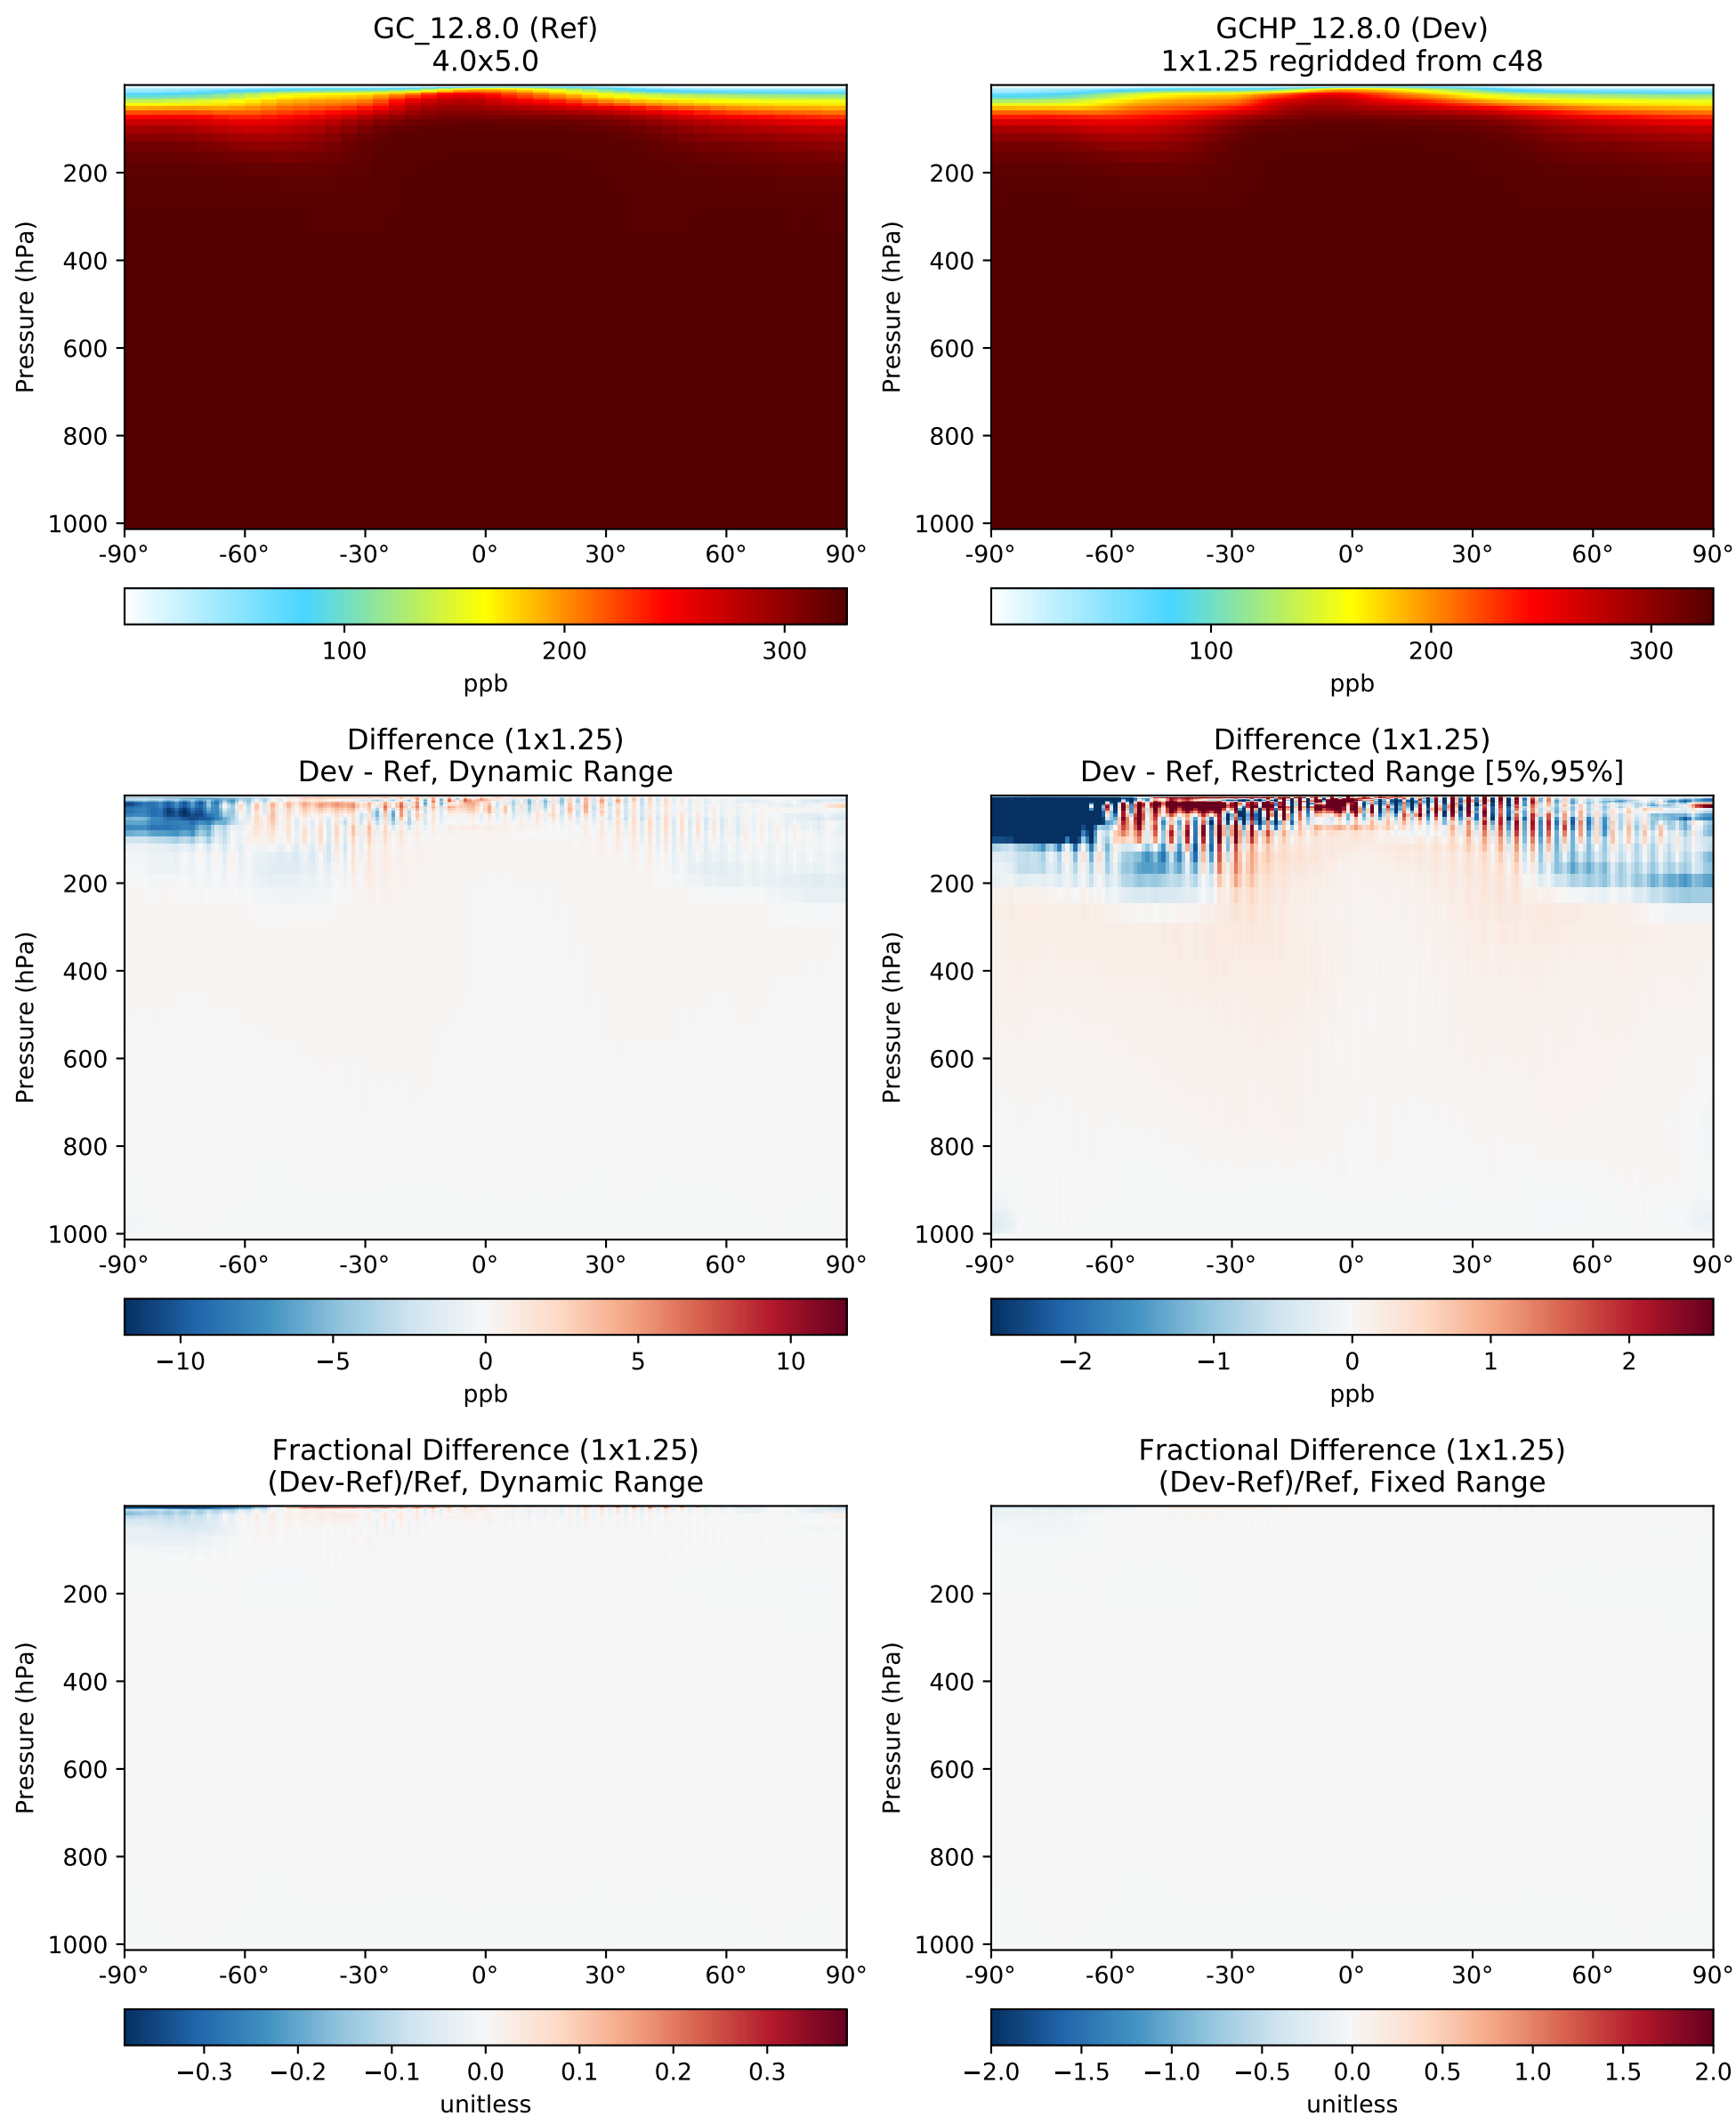 GC_12.8.0 (Ref)
4.0x5.0
Pressure (hPa)
200
400
600
800
1000
-90° -60° -30° 0° 30° 60° 90°
100 200 300
ppb
GCHP_12.8.0 (Dev)
1x1.25 regridded from c48
Pressure (hPa)
200
400
600
800
1000
-90° -60° -30° 0° 30° 60° 90°
100 200 300
ppb
Difference (1x1.25)
Dev - Ref, Dynamic Range
Pressure (hPa)
200
400
600
800
1000
-90° -60° -30° 0° 30° 60° 90°
−10 −5 0 5 10
ppb
Difference (1x1.25)
Dev - Ref, Restricted Range [5%,95%]
Pressure (hPa)
200
400
600
800
1000
-90° -60° -30° 0° 30° 60° 90°
−2 −1 0 1 2
ppb
Fractional Difference (1x1.25)
(Dev-Ref)/Ref, Dynamic Range
Pressure (hPa)
200
400
600
800
1000
-90° -60° -30° 0° 30° 60° 90°
−0.3 −0.2 −0.1 0.0 0.1 0.2 0.3
unitless
Fractional Difference (1x1.25)
(Dev-Ref)/Ref, Fixed Range
Pressure (hPa)
200
400
600
800
1000
-90° -60° -30° 0° 30° 60° 90°
−2.0 −1.5 −1.0 −0.5 0.0 0.5 1.0 1.5 2.0
unitless